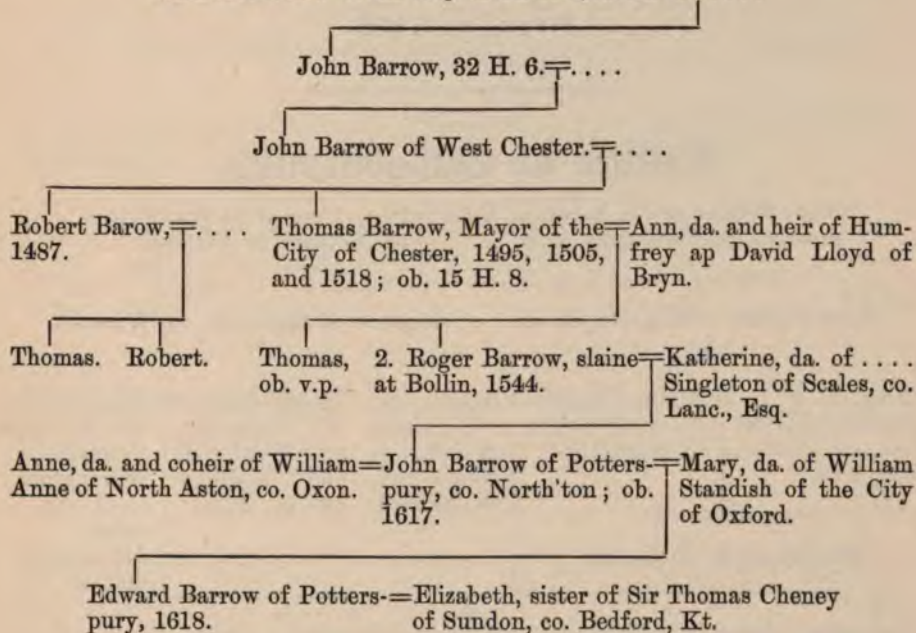 John Barrow, 32 H. 6.=. . . .
John Barrow of West Chester.=. . . .
Robert Barow,=. . . .
1487.
Thomas Barrow, Mayor of the=Ann, da. and heir of Hum-
City of Chester, 1495, 1505, frey ap David Lloyd of
and 1518; ob. 15 H. 8. Bryn.
Thomas. Robert.
Thomas,
ob. v.p.
2. Roger Barrow, slaine=Katherine, da. of . . . .
at Bollin, 1544. Singleton of Scales, co.
Lanc., Esq.
Anne, da. and coheir of William=John Barrow of Potters-=Mary, da. of William
Anne of North Aston, co. Oxon. pury, co. North'ton; ob. Standish of the City
1617. of Oxford.
Edward Barrow of Potters-=Elizabeth, sister of Sir Thomas Cheney
pury, 1618. of Sundon, co. Bedford, Kt.